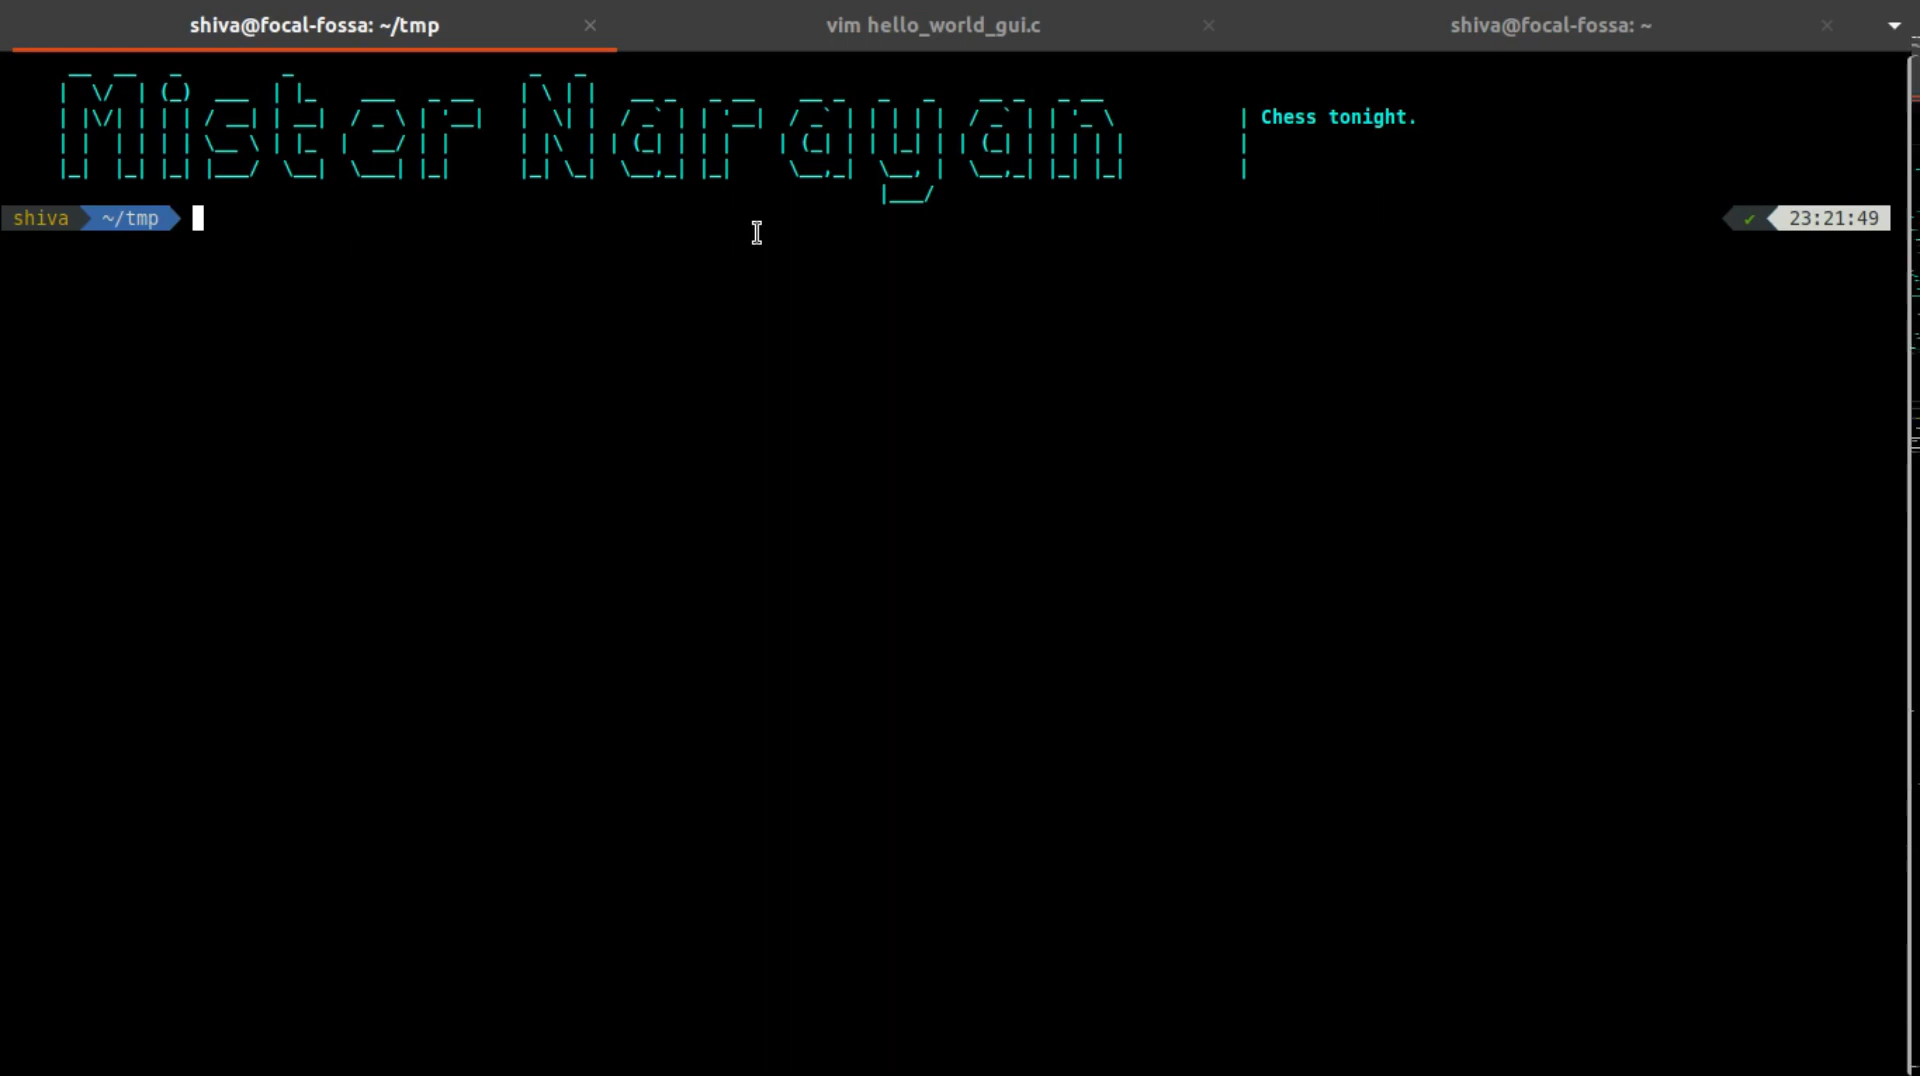 shiva@focal-fossa: ~/tmp
vim hello_world_gui.c
shiva@focal-fossa: ~
Mister Narayan
| Chess tonight.
shiva ~/tmp
✔ 23:21:49